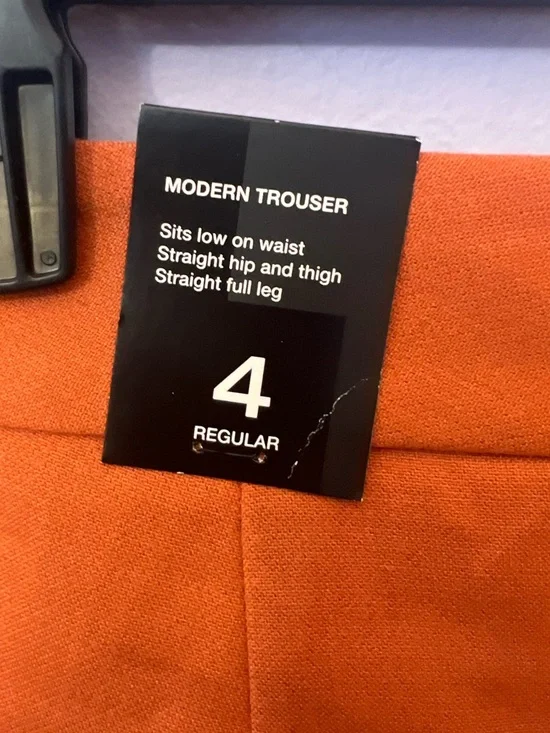 MODERN TROUSER
Sits low on waist
Straight hip and thigh
Straight full leg
4
REGULAR